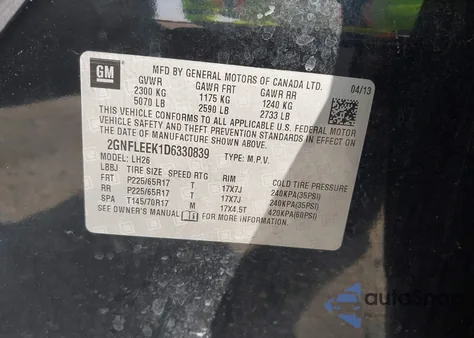 GM MFD BY GENERAL MOTORS OF CANADA LTD.
GVWR GAWR FRT GAWR RR 04/13
2300 KG 1175 KG 1240 KG
5070 LB 2590 LB 2733 LB
THIS VEHICLE CONFORMS TO ALL APPLICABLE U.S. FEDERAL MOTOR
VEHICLE SAFETY AND THEFT PREVENTION STANDARDS IN EFFECT ON
THE DATE OF MANUFACTURE SHOWN ABOVE.
2GNFLEEK1D6330839 TYPE: M.P.V.
MODEL: LH26
LBBJ TIRE SIZE SPEED RTG RIM COLD TIRE PRESSURE
FRT P225/65R17 T 17X7J 240KPA(35PSI)
RR P225/65R17 T 17X7J 240KPA(35PSI)
SPA T145/70R17 M 17X4.5T 420KPA(60PSI)
SEE OWNER'S MANUAL FOR MORE INFORMATION.